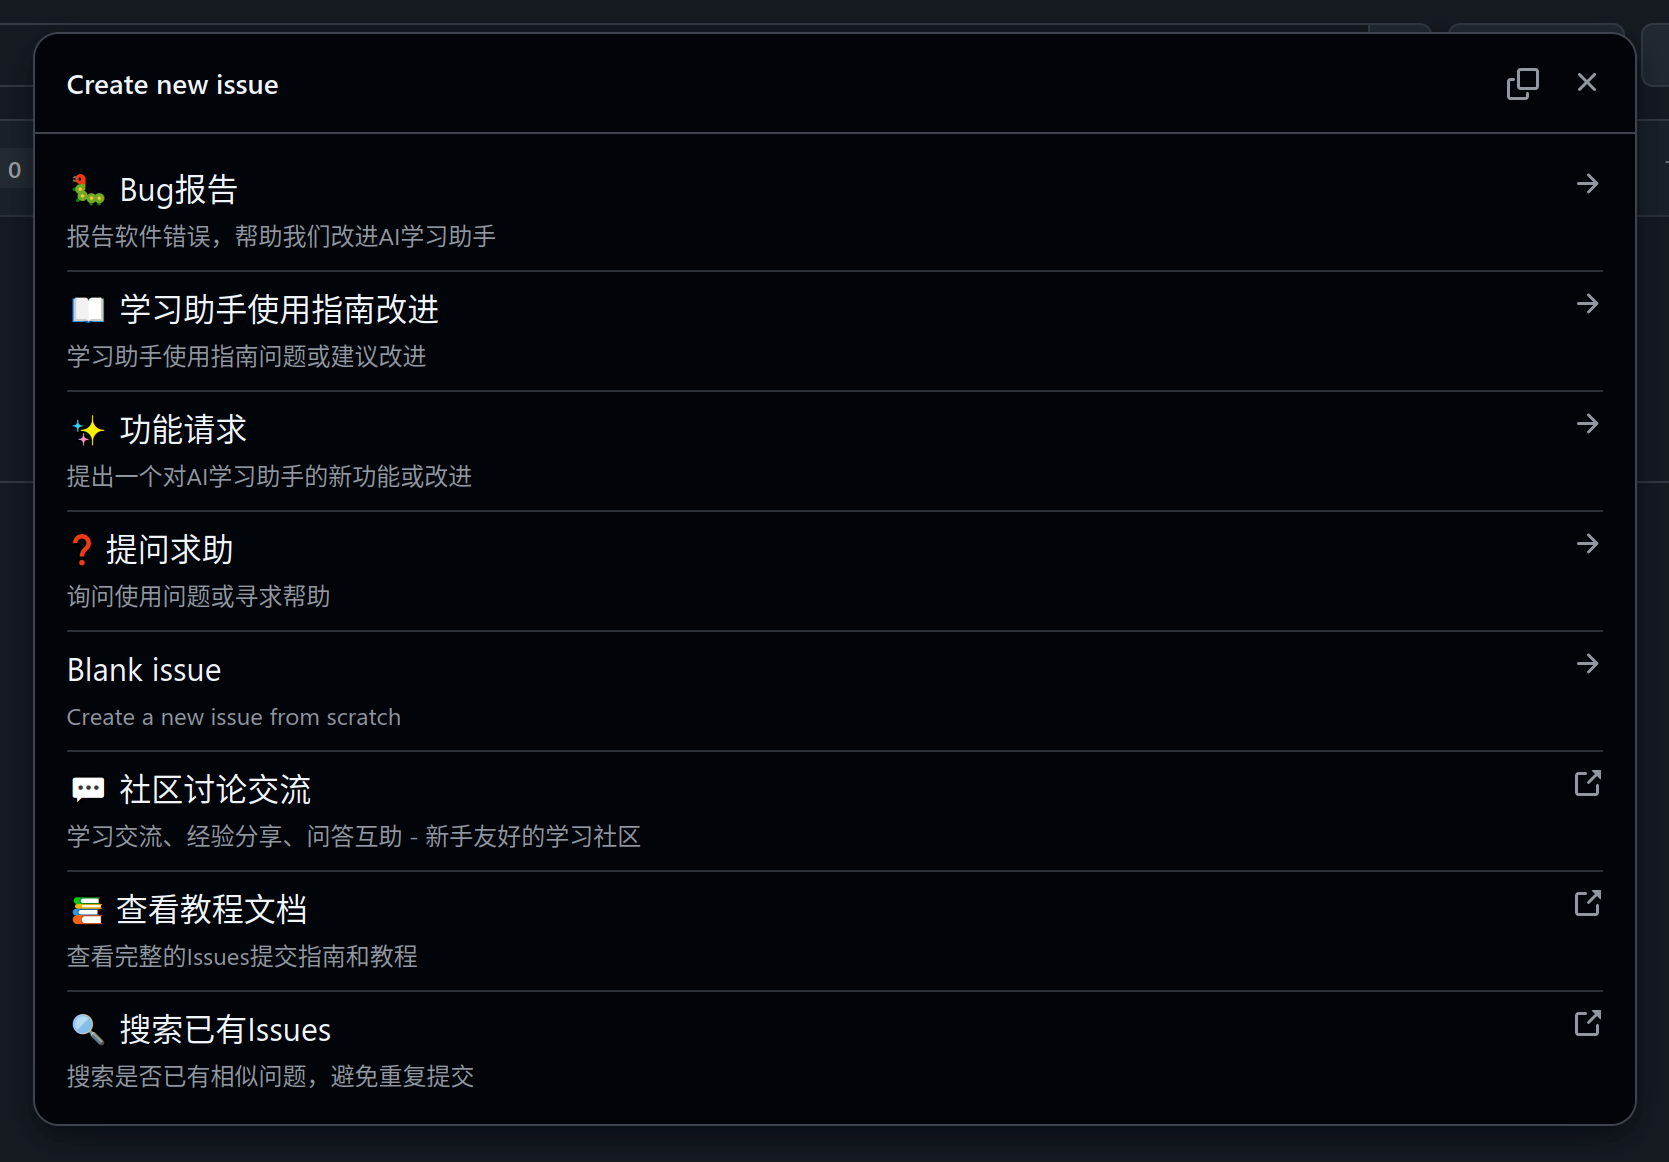 Create new issue
0
🐛 Bug报告
报告软件错误，帮助我们改进AI学习助手
📖 学习助手使用指南改进
学习助手使用指南问题或建议改进
✨ 功能请求
提出一个对AI学习助手的新功能或改进
❓ 提问求助
询问使用问题或寻求帮助
Blank issue
Create a new issue from scratch
💬 社区讨论交流
学习交流、经验分享、问答互助 - 新手友好的学习社区
📚 查看教程文档
查看完整的Issues提交指南和教程
🔍 搜索已有Issues
搜索是否已有相似问题，避免重复提交